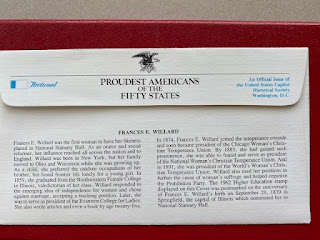 Fleetwood
PROUDEST AMERICANS
OF THE
FIFTY STATES
An Official Issue of
the United States Capitol
Historical Society
Washington, D.C.
FRANCES E. WILLARD
Frances E. Willard was the first woman to have her likeness
placed in National Statuary Hall. As an orator and social
reformer, her influence reached all across the nation and to
England. Willard was born in New York, but her family
moved to Ohio and Wisconsin while she was growing up.
As a child, she preferred the outdoor occupations of her
brother, but found frontier life lonely for a young girl. In
1859, she graduated from the Northwestern Female College
in Illinois, valedictorian of her class. Willard responded to
the emerging idea of independence for women and chose
against marriage, accepting a teaching position. Later, she
was to serve as president of the Evanston College for Ladies.
She also wrote articles and even a book by age twenty-five.
In 1874, Frances E. Willard joined the temperance crusade
and soon became president of the Chicago Woman's Chris-
tian Temperance Union. By 1883, she had gained such
prominence, she was able to found and serve as president
of the National Woman's Christian Temperance Union. And
in 1891, she was president of the World's Woman's Chris-
tian Temperance Union. Willard also used her positions to
further the cause of woman's suffrage and helped organize
the Prohibition Party. The 1962 Higher Education stamp
displayed on this Cover was postmarked on the anniversary
of Frances E. Willard's birth on September 28, 1839 in
Springfield, the capital of Illinois which nominated her to
National Statuary Hall.